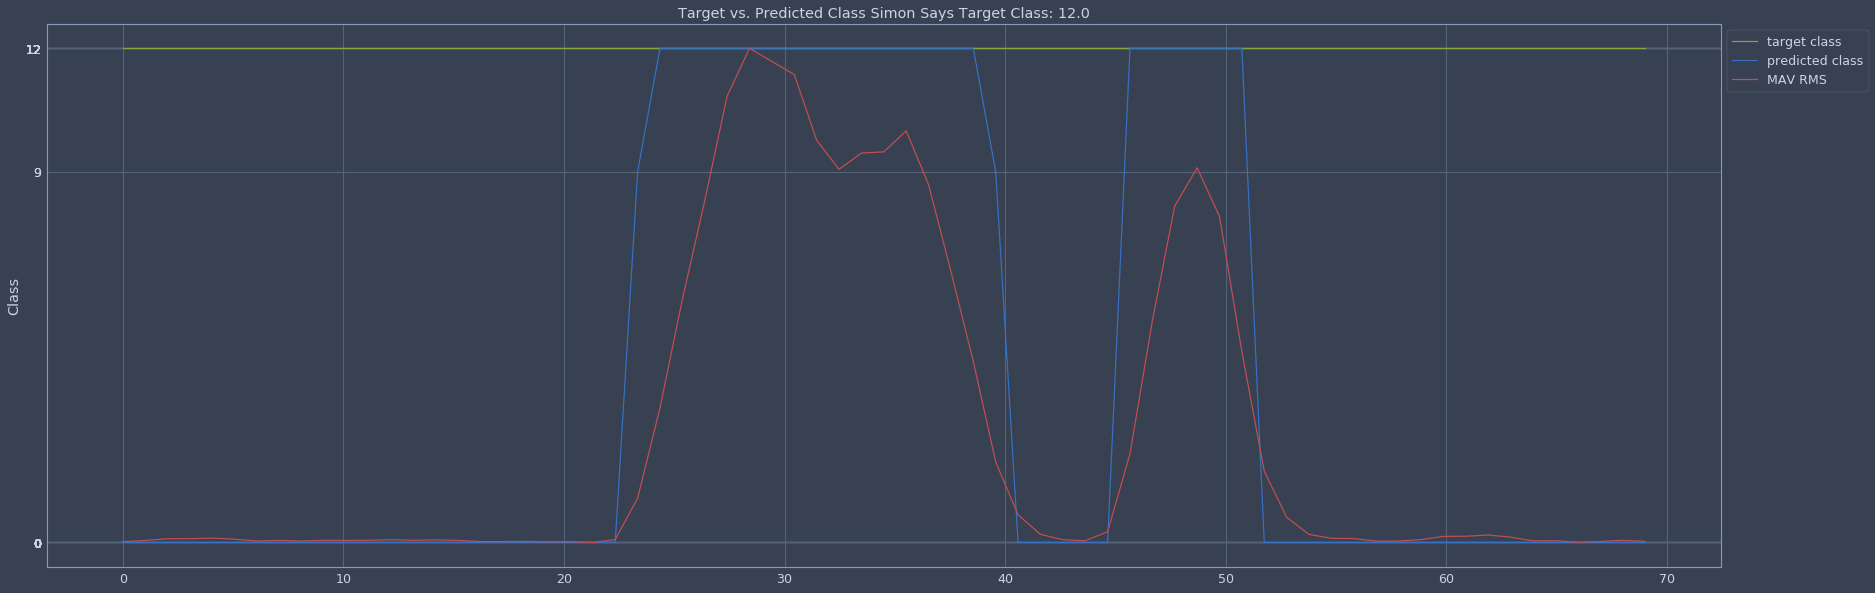 Target vs. Predicted Class Simon Says Target Class: 12.0
target class
predicted class
MAV RMS
Class
12
9
0
0 10 20 30 40 50 60 70